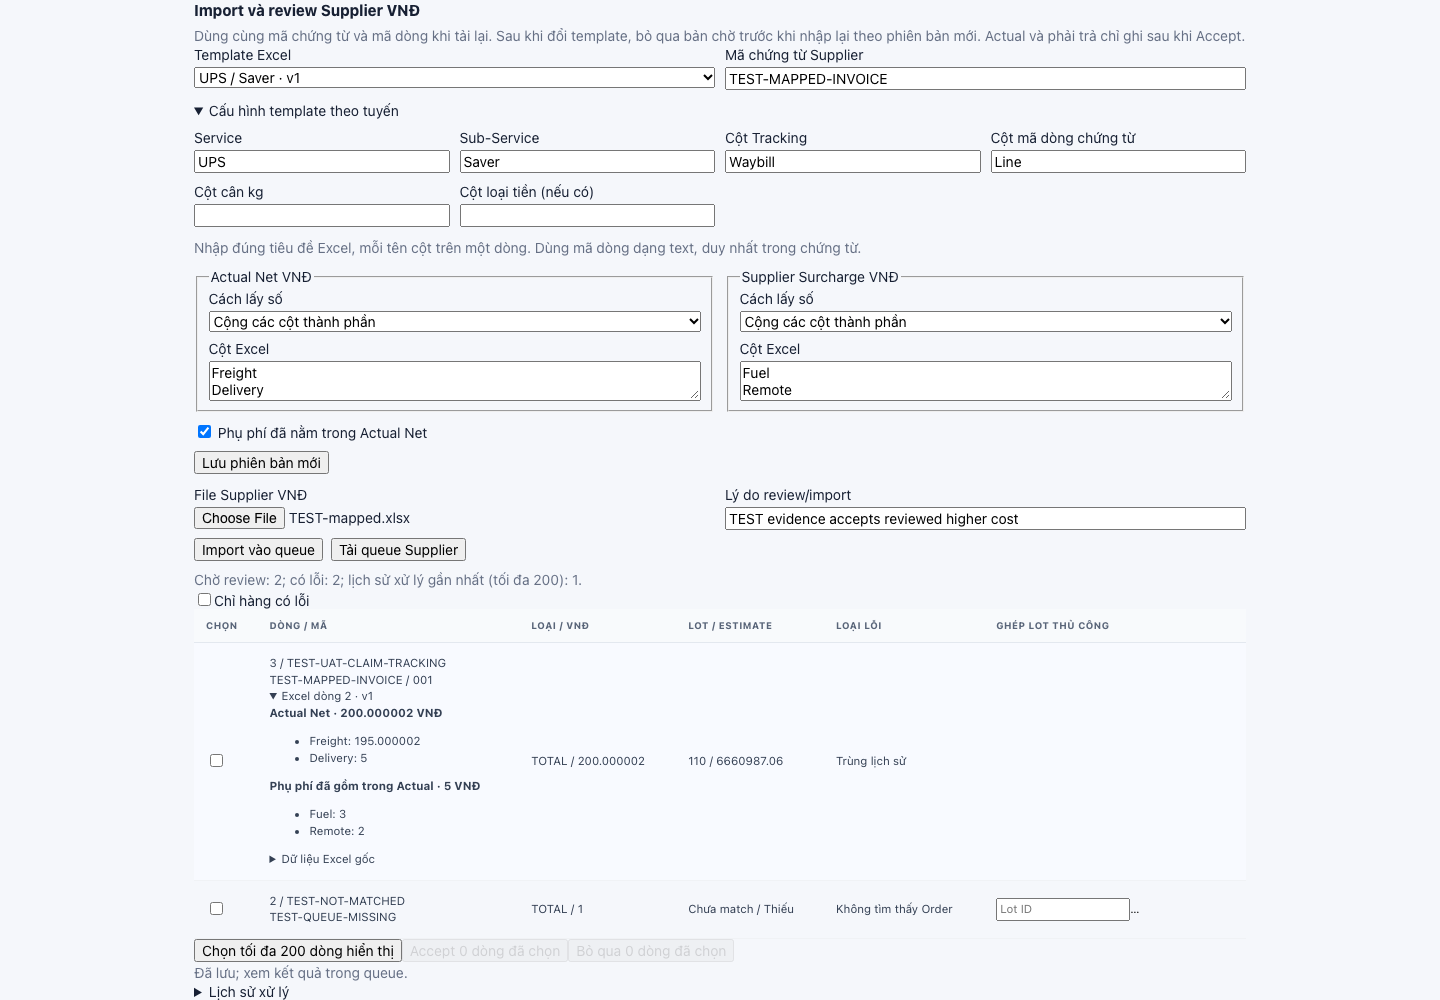 Import và review Supplier VNĐ
Dùng cùng mã chứng từ và mã dòng khi tải lại. Sau khi đổi template, bỏ qua bản chờ trước khi nhập lại theo phiên bản mới. Actual và phải trả chỉ ghi sau khi Accept.
Template Excel
Mã chứng từ Supplier
UPS / Saver · v1
TEST-MAPPED-INVOICE
▼ Cấu hình template theo tuyến
Service
Sub-Service
Cột Tracking
Cột mã dòng chứng từ
UPS
Saver
Waybill
Line
Cột cân kg
Cột loại tiền (nếu có)
Nhập đúng tiêu đề Excel, mỗi tên cột trên một dòng. Dùng mã dòng dạng text, duy nhất trong chứng từ.
Actual Net VNĐ
Cách lấy số
Cộng các cột thành phần
Cột Excel
Freight
Delivery
Supplier Surcharge VNĐ
Cách lấy số
Cộng các cột thành phần
Cột Excel
Fuel
Remote
Phụ phí đã nằm trong Actual Net
Lưu phiên bản mới
File Supplier VNĐ
Lý do review/import
Choose File TEST-mapped.xlsx
TEST evidence accepts reviewed higher cost
Import vào queue
Tải queue Supplier
Chờ review: 2; có lỗi: 2; lịch sử xử lý gần nhất (tối đa 200): 1.
Chỉ hàng có lỗi
CHỌN
DÒNG / MÃ
LOẠI / VNĐ
LOT / ESTIMATE
LOẠI LỖI
GHÉP LOT THỦ CÔNG
3 / TEST-UAT-CLAIM-TRACKING
TEST-MAPPED-INVOICE / 001
▼ Excel dòng 2 · v1
Actual Net · 200.000002 VNĐ
• Freight: 195.000002
• Delivery: 5
Phụ phí đã gồm trong Actual · 5 VNĐ
• Fuel: 3
• Remote: 2
▶ Dữ liệu Excel gốc
TOTAL / 200.000002
110 / 6660987.06
Trùng lịch sử
2 / TEST-NOT-MATCHED
TEST-QUEUE-MISSING
TOTAL / 1
Chưa match / Thiếu
Không tìm thấy Order
Lot ID
...
Chọn tối đa 200 dòng hiển thị
Accept 0 dòng đã chọn
Bỏ qua 0 dòng đã chọn
Đã lưu; xem kết quả trong queue.
▶ Lịch sử xử lý